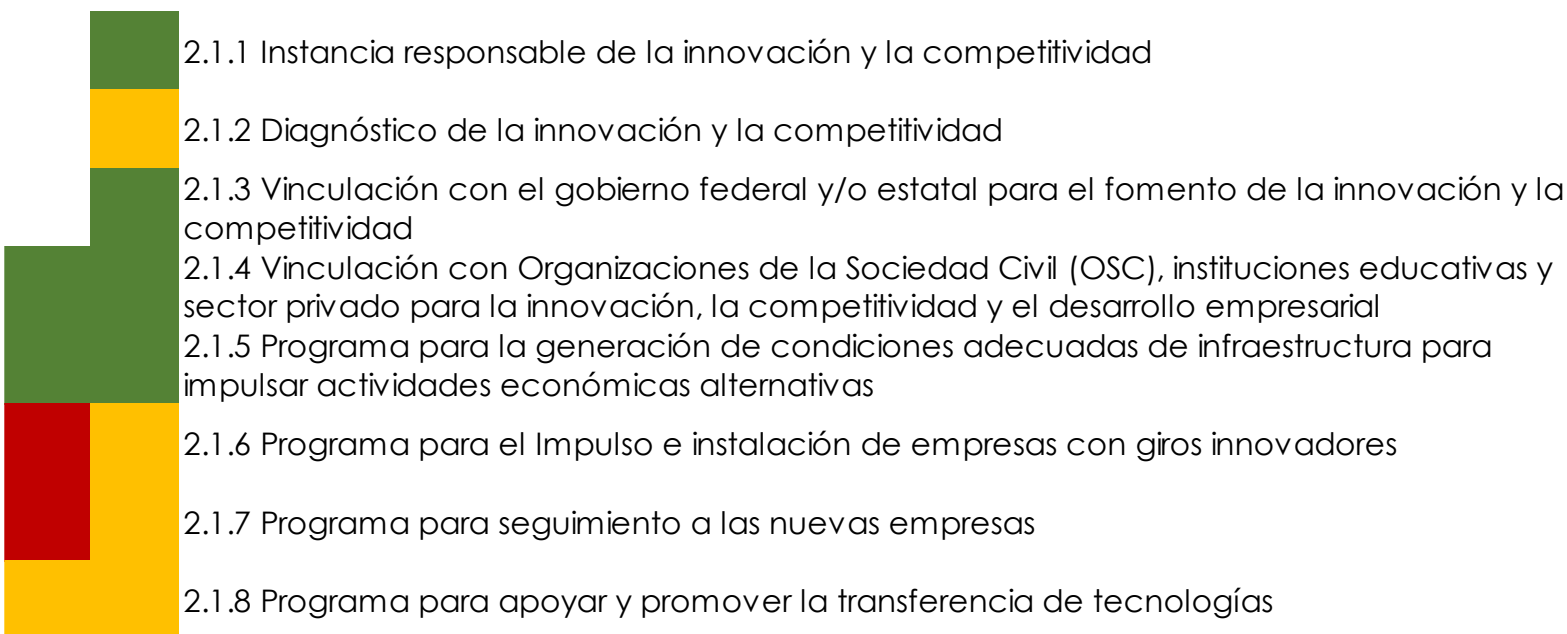 2.1.1 Instancia responsable de la innovación y la competitividad
2.1.2 Diagnóstico de la innovación y la competitividad
2.1.3 Vinculación con el gobierno federal y/o estatal para el fomento de la innovación y la
competitividad
2.1.4 Vinculación con Organizaciones de la Sociedad Civil (OSC), instituciones educativas y
sector privado para la innovación, la competitividad y el desarrollo empresarial
2.1.5 Programa para la generación de condiciones adecuadas de infraestructura para
impulsar actividades económicas alternativas
2.1.6 Programa para el Impulso e instalación de empresas con giros innovadores
2.1.7 Programa para seguimiento a las nuevas empresas
2.1.8 Programa para apoyar y promover la transferencia de tecnologías